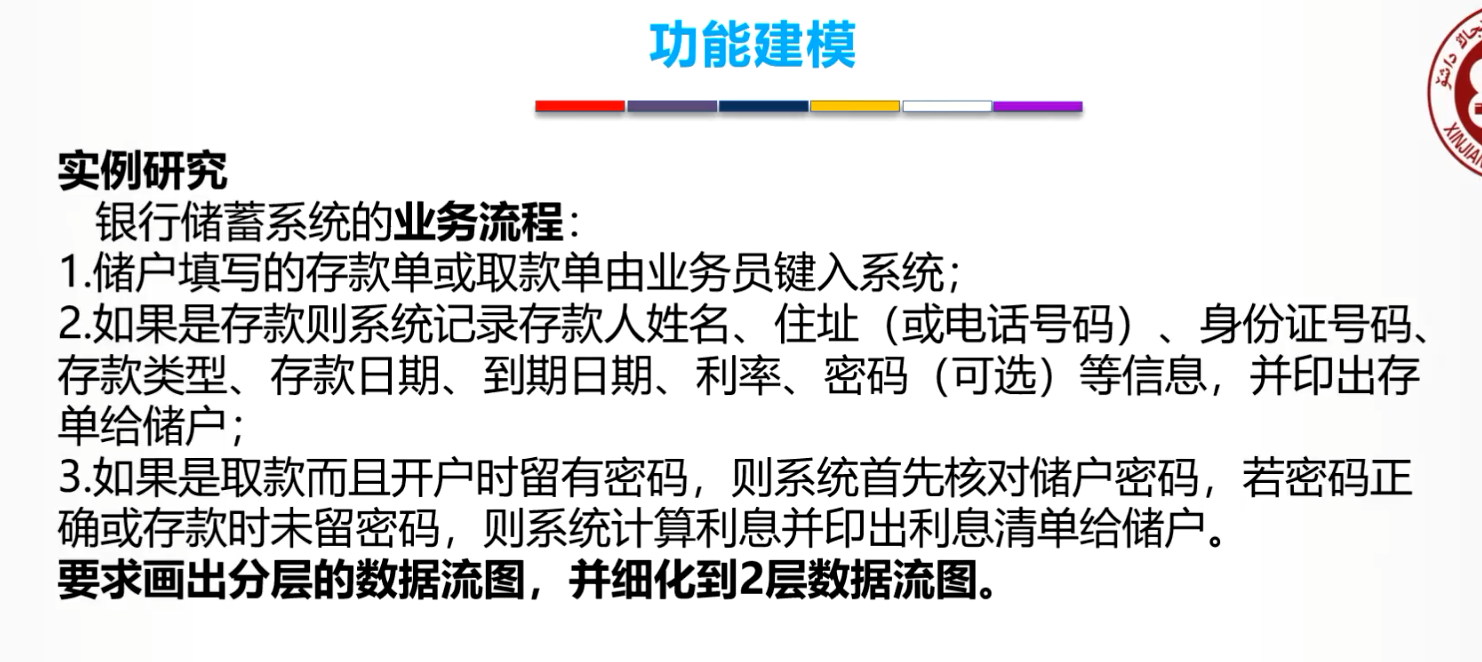 功能建模
实例研究
银行储蓄系统的业务流程：
1.储户填写的存款单或取款单由业务员键入系统；
2.如果是存款则系统记录存款人姓名、住址（或电话号码）、身份证号码、
存款类型、存款日期、到期日期、利率、密码（可选）等信息，并印出存
单给储户；
3.如果是取款而且开户时留有密码，则系统首先核对储户密码，若密码正
确或存款时未留密码，则系统计算利息并印出利息清单给储户。
要求画出分层的数据流图，并细化到2层数据流图。